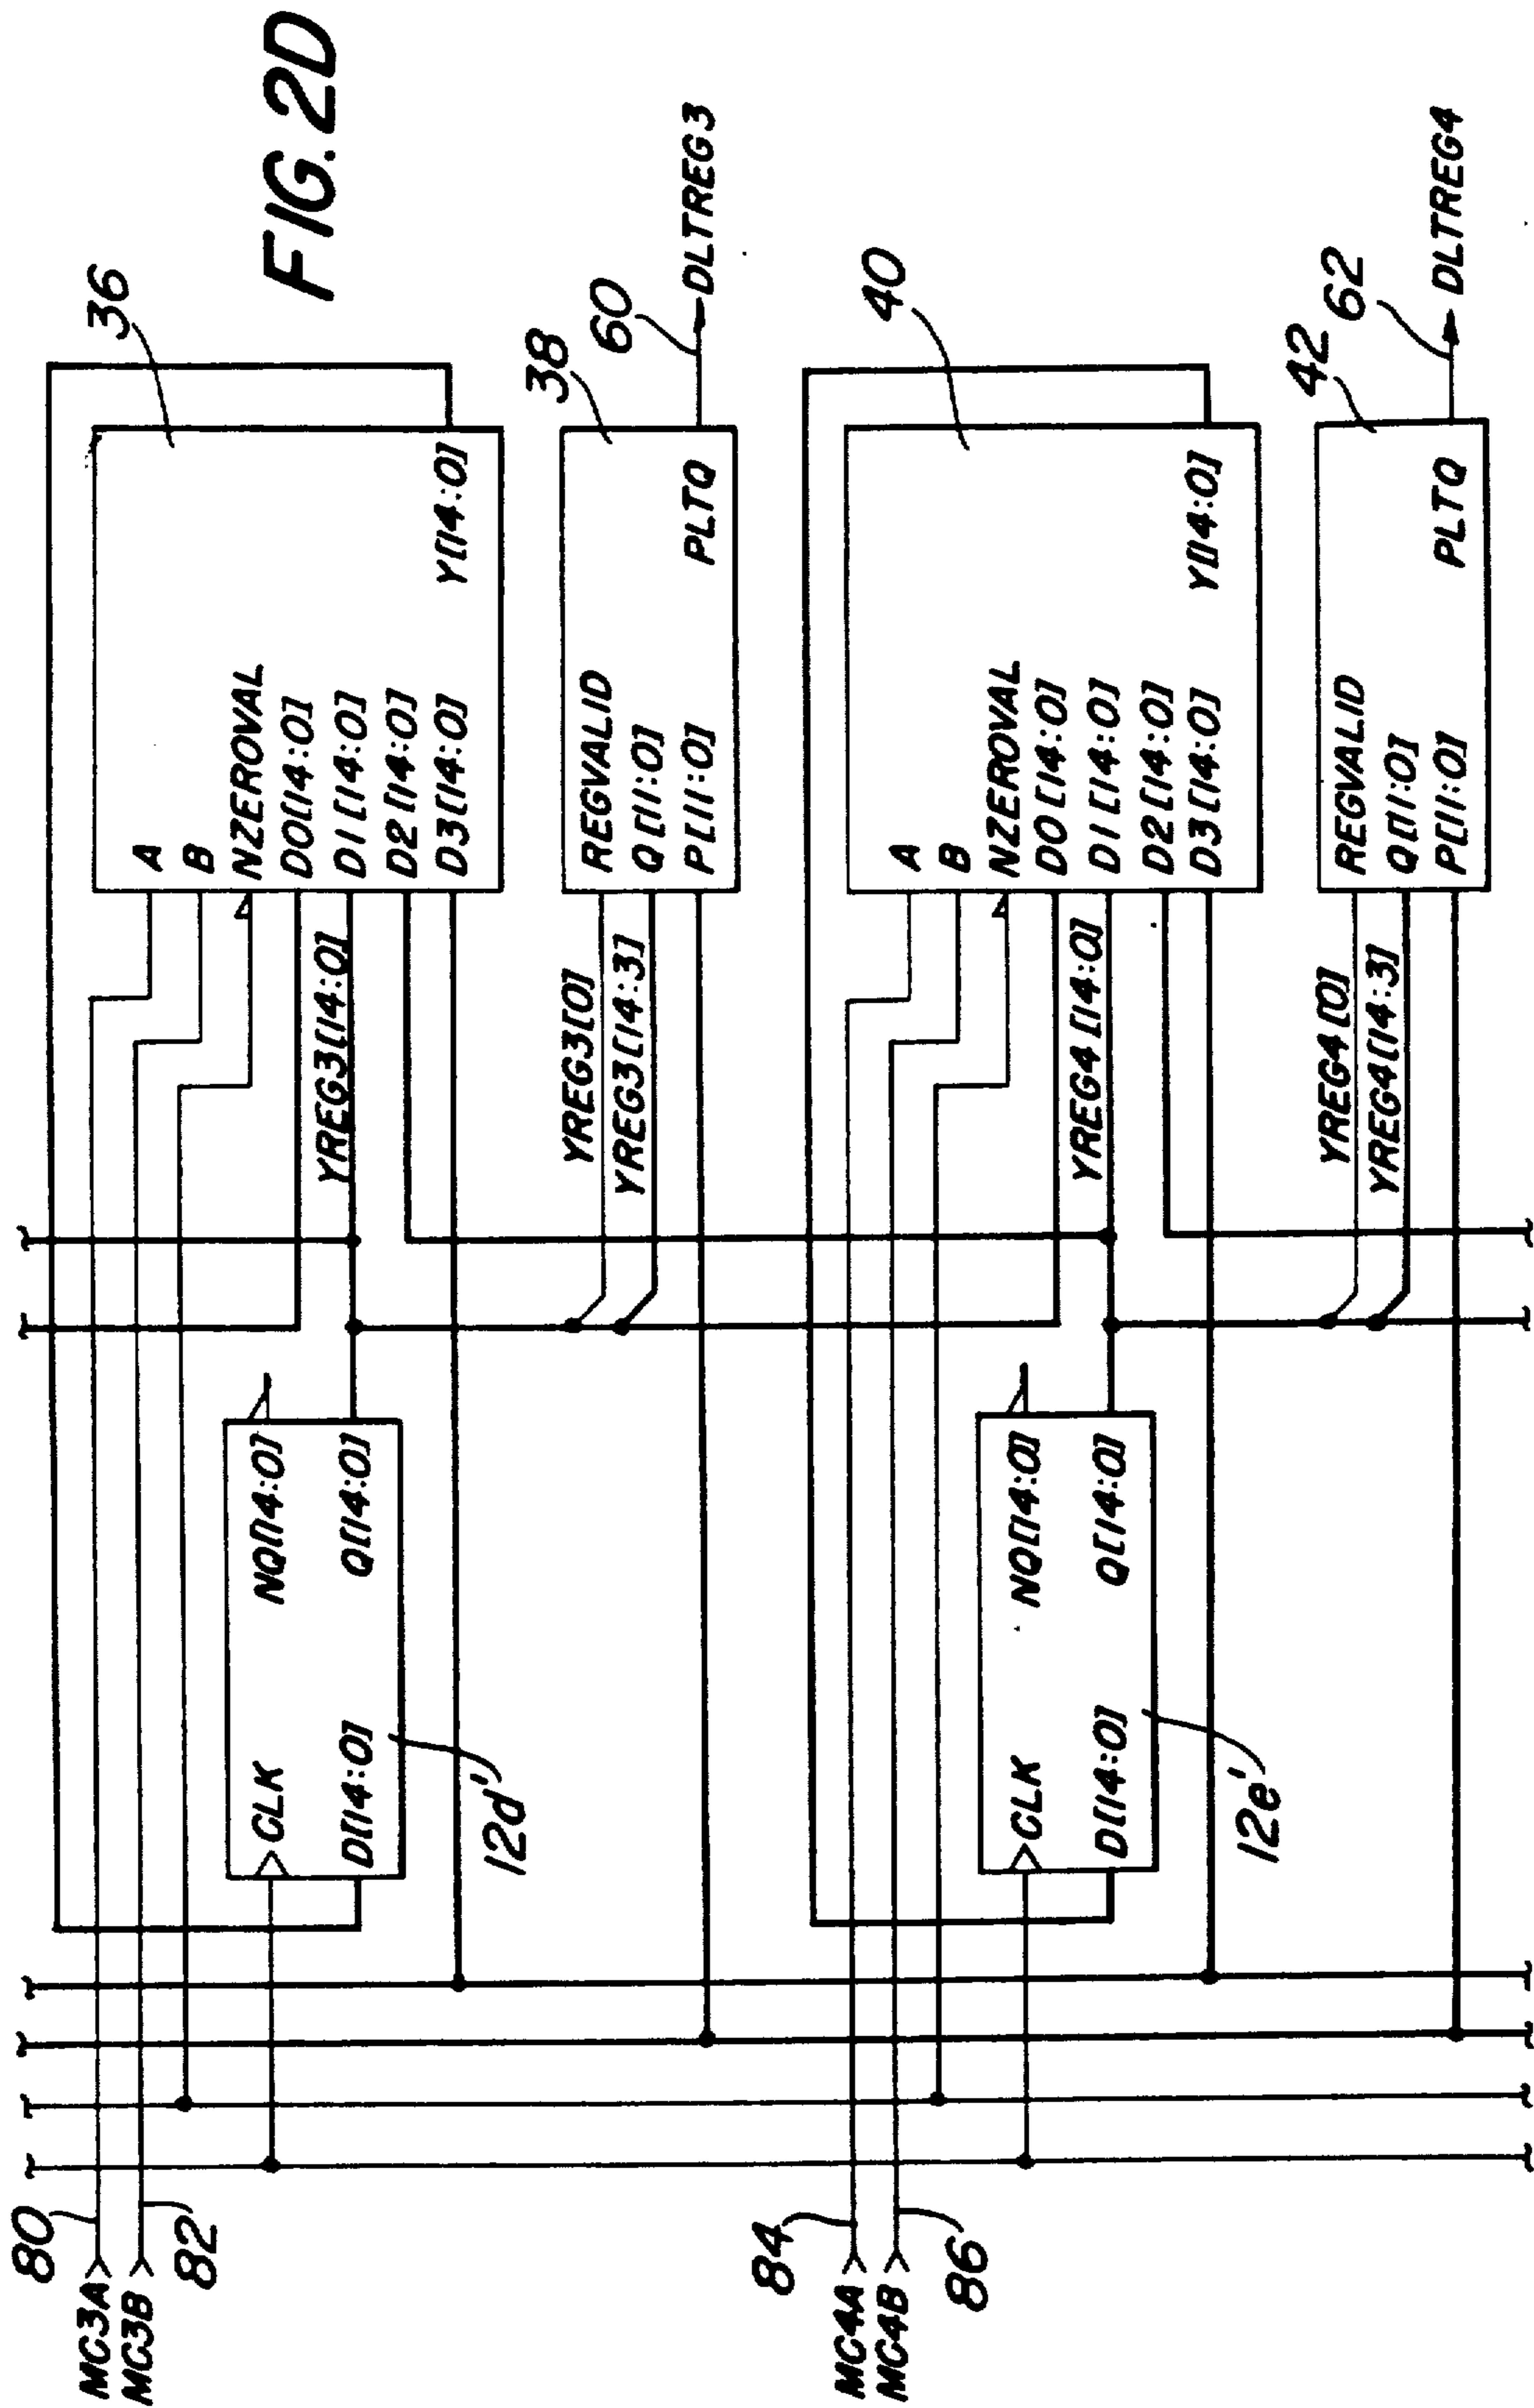 FIG. 2D
36
A
B
NZEROVAL
D0[14:0]
D1[14:0]
D2[14:0]
D3[14:0]
Y[14:0]
YREG3[14:0]
MC3A
MC3B
80
82
CLK
D[14:0]
NQ[14:0]
Q[14:0]
12d'
38
60
REGVALID
Q[11:0]
P[11:0]
PLTQ
DLTREG3
YREG3[0]
YREG3[14:3]
40
A
B
NZEROVAL
D0[14:0]
D1[14:0]
D2[14:0]
D3[14:0]
Y[14:0]
YREG4[14:0]
MC4A
MC4B
84
86
CLK
D[14:0]
NQ[14:0]
Q[14:0]
12e'
42
62
REGVALID
Q[11:0]
P[11:0]
PLTQ
DLTREG4
YREG4[0]
YREG4[14:3]